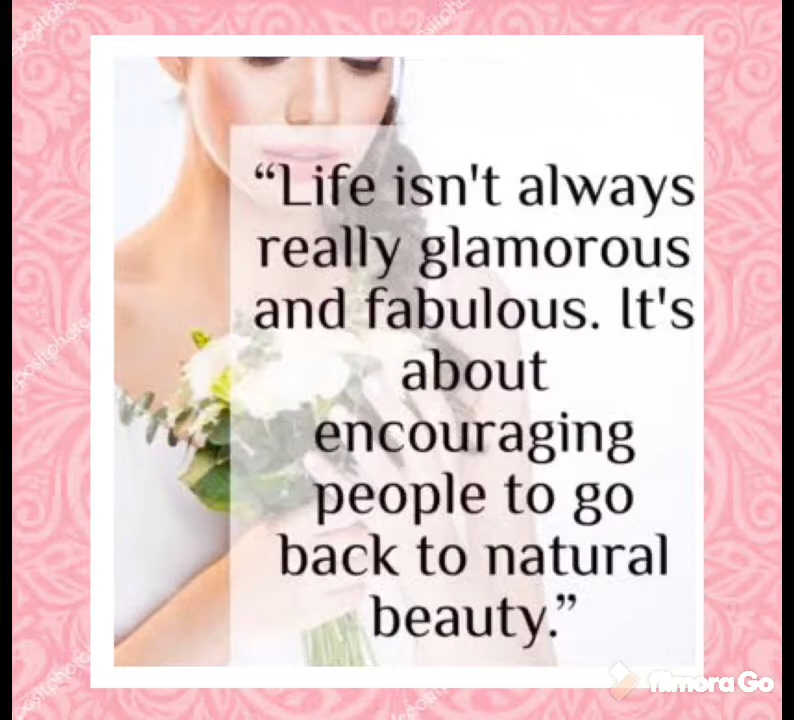 “Life isn't always
really glamorous
and fabulous. It's
about
encouraging
people to go
back to natural
beauty.”
filmora Go